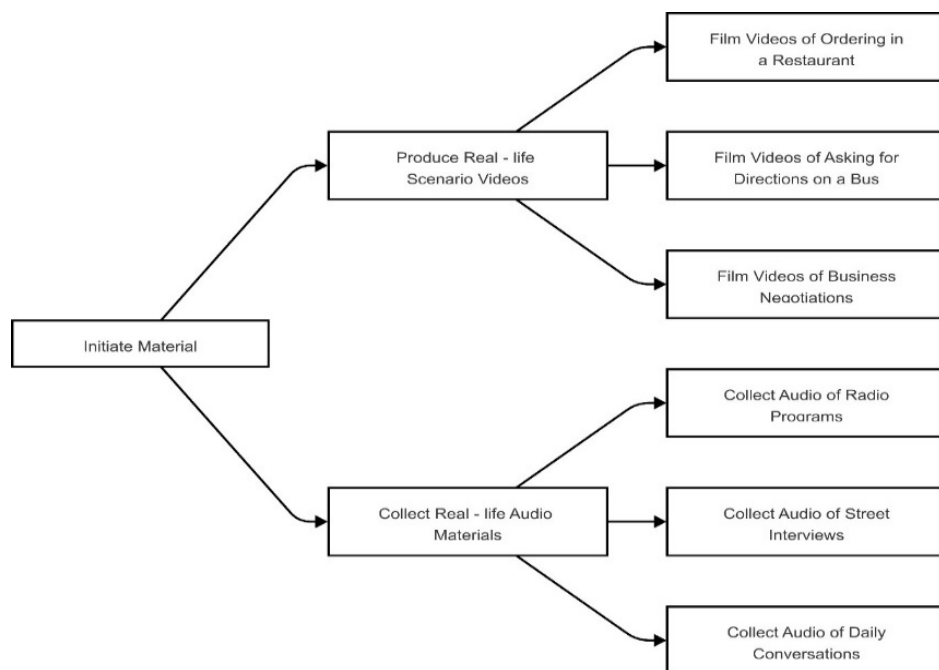 Film Videos of Ordering in
a Restaurant
Produce Real - life
Scenario Videos
Film Videos of Asking for
Directions on a Bus
Film Videos of Business
Negotiations
Initiate Material
Collect Audio of Radio
Programs
Collect Real - life Audio
Materials
Collect Audio of Street
Interviews
Collect Audio of Daily
Conversations